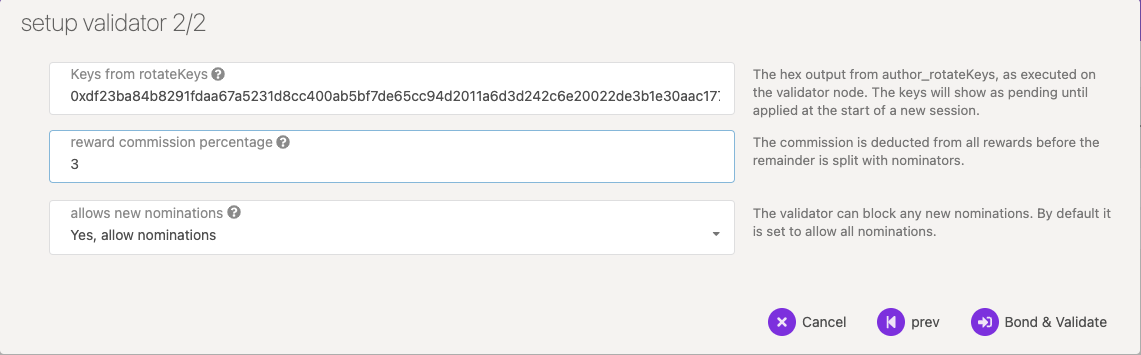 setup validator 2/2
Keys from rotateKeys
0xdf23ba84b8291fdaa67a5231d8cc400ab5bf7de65cc94d2011a6d3d242c6e20022de3b1e30aac177
The hex output from author_rotateKeys, as executed on
the validator node. The keys will show as pending until
applied at the start of a new session.
reward commission percentage
3
The commission is deducted from all rewards before the
remainder is split with nominators.
allows new nominations
Yes, allow nominations
The validator can block any new nominations. By default it
is set to allow all nominations.
Cancel
prev
Bond & Validate